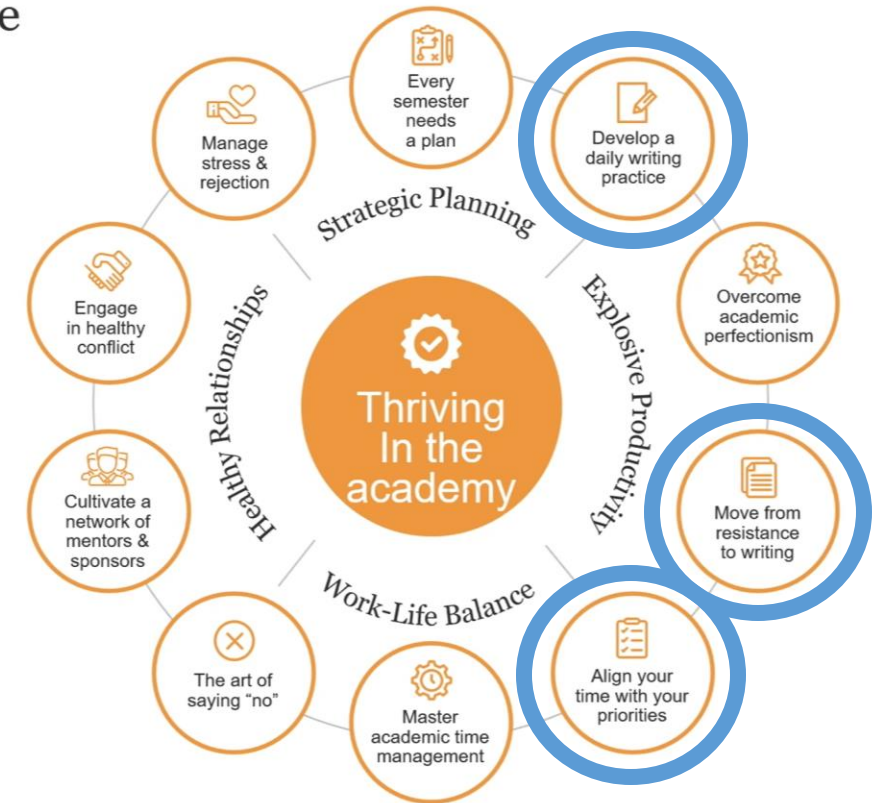 e
Every
semester
needs
a plan
Develop a
daily writing
practice
Overcome
academic
perfectionism
Move from
resistance
to writing
Align your
time with your
priorities
Master
academic time
management
The art of
saying “no”
Cultivate a
network of
mentors &
sponsors
Engage
in healthy
conflict
Manage
stress &
rejection
Strategic Planning
Explosive Productivity
Work-Life Balance
Healthy Relationships
Thriving
In the
academy